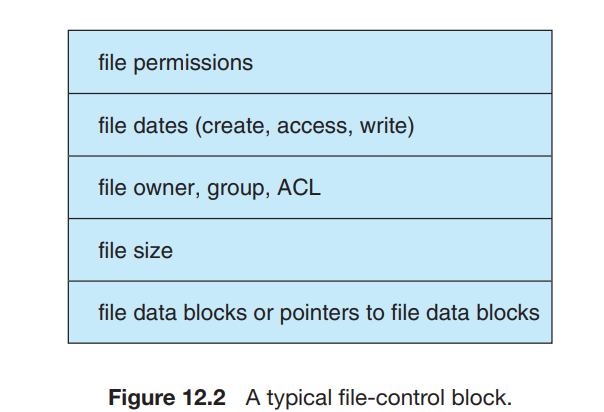 file permissions
file dates (create, access, write)
file owner, group, ACL
file size
file data blocks or pointers to file data blocks
Figure 12.2 A typical file-control block.